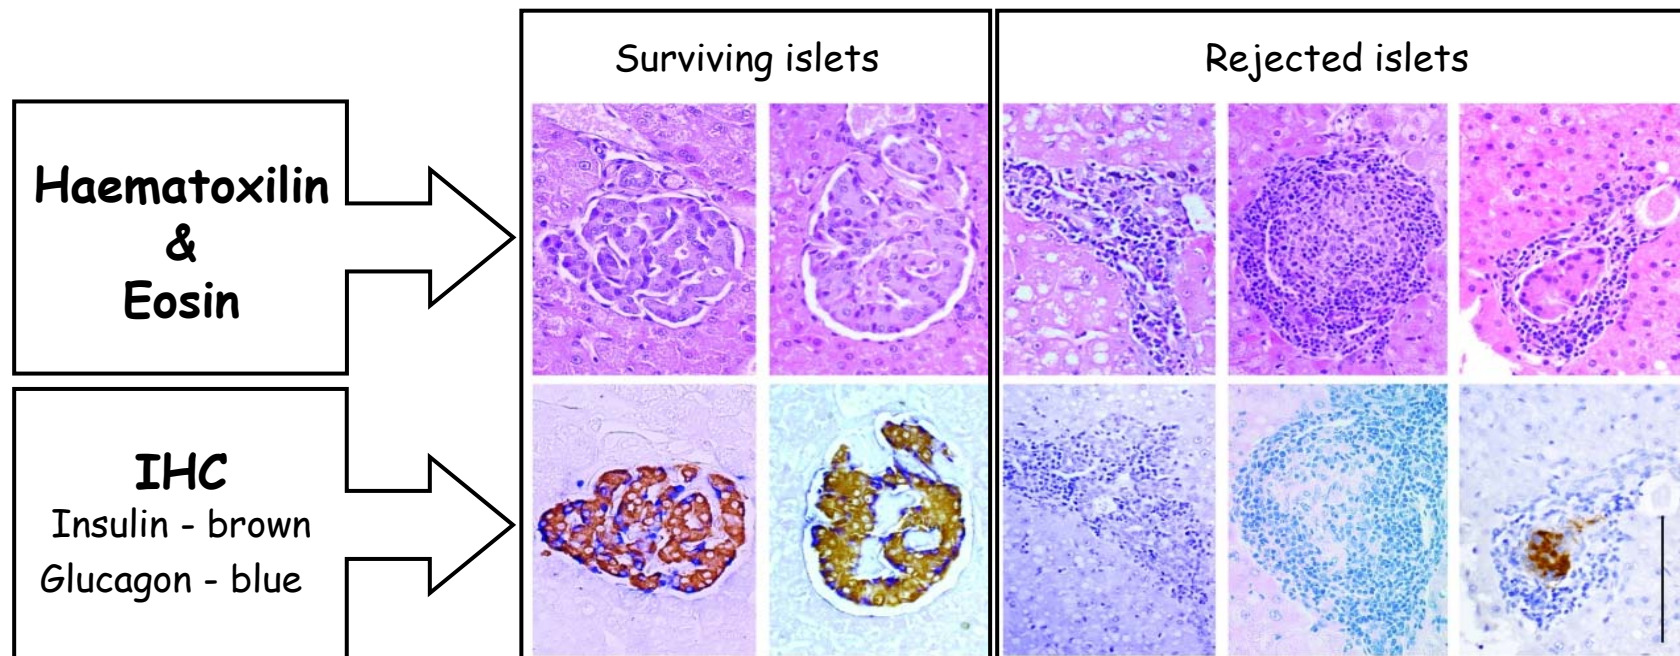 Surviving islets
Rejected islets
Haematoxilin
&
Eosin
IHC
Insulin - brown
Glucagon - blue